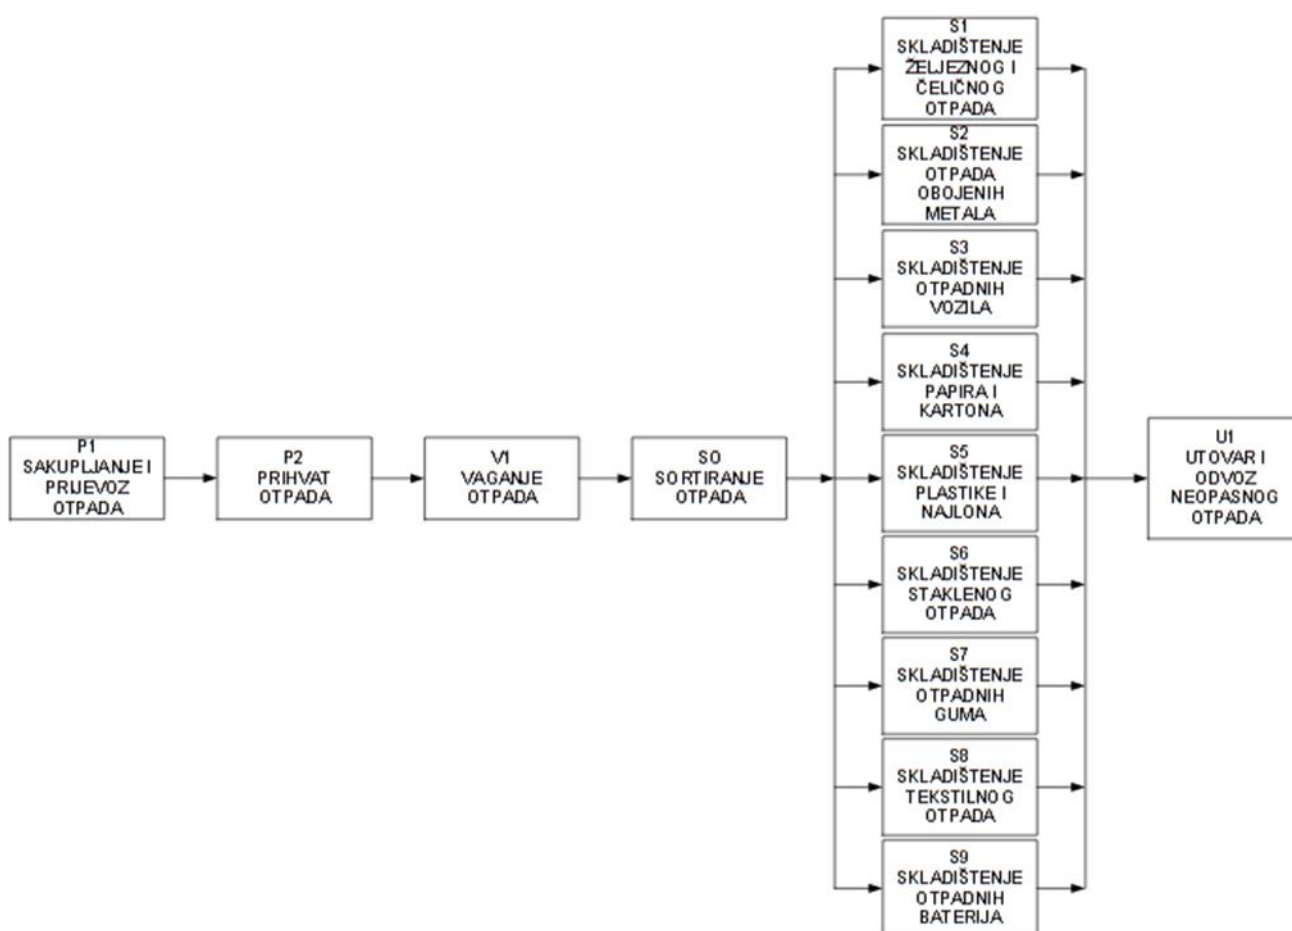 P1
SAKUPLJANJE I
PRIJEVOZ
OTPADA
P2
PRIHVAT
OTPADA
V1
VAGANJE
OTPADA
SO
SORTIRANJE
OTPADA
S1
SKLADIŠTENJE
ŽELJEZNOG I
ČELIČNOG
OTPADA
S2
SKLADIŠTENJE
OTPADA
OBOJENIH
METALA
S3
SKLADIŠTENJE
OTPADNIH
VOZILA
S4
SKLADIŠTENJE
PAPIRA I
KARTONA
S5
SKLADIŠTENJE
PLASTIKE I
NAJLONA
S6
SKLADIŠTENJE
STAKLENOG
OTPADA
S7
SKLADIŠTENJE
OTPADNIH
GUMA
S8
SKLADIŠTENJE
TEKSTILNOG
OTPADA
S9
SKLADIŠTENJE
OTPADNIH
BATERIJA
U1
UTOVAR I
ODVOZ
NEOPASNOG
OTPADA